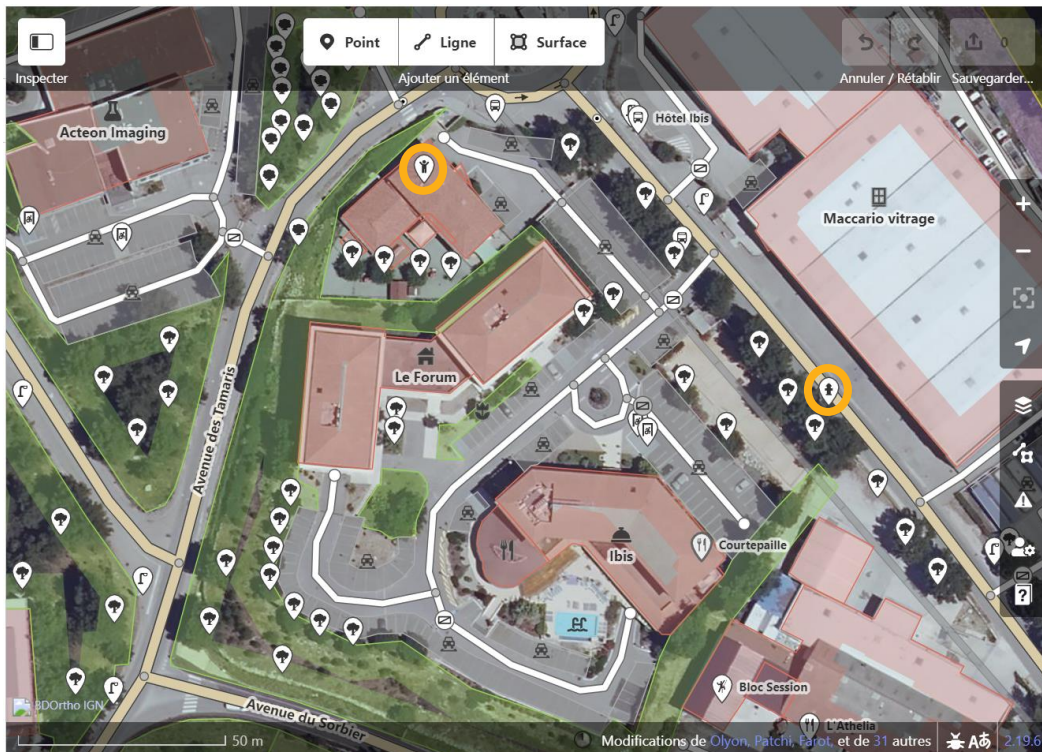 Point
Ligne
Surface
0
Inspecter
Ajouter un élément
Annuler / Rétablir
Sauvegarder...
Hôtel Ibis
Acteon Imaging
Maccario vitrage
Le Forum
Avenue des Tamaris
Ibis
Courtepaille
Bloc Session
BDOrtho IGN
Avenue du Sorbier
L'Athelia
50 m
Modifications de Olyon, Patchi, Farot, et de 31 autres
2.19.6